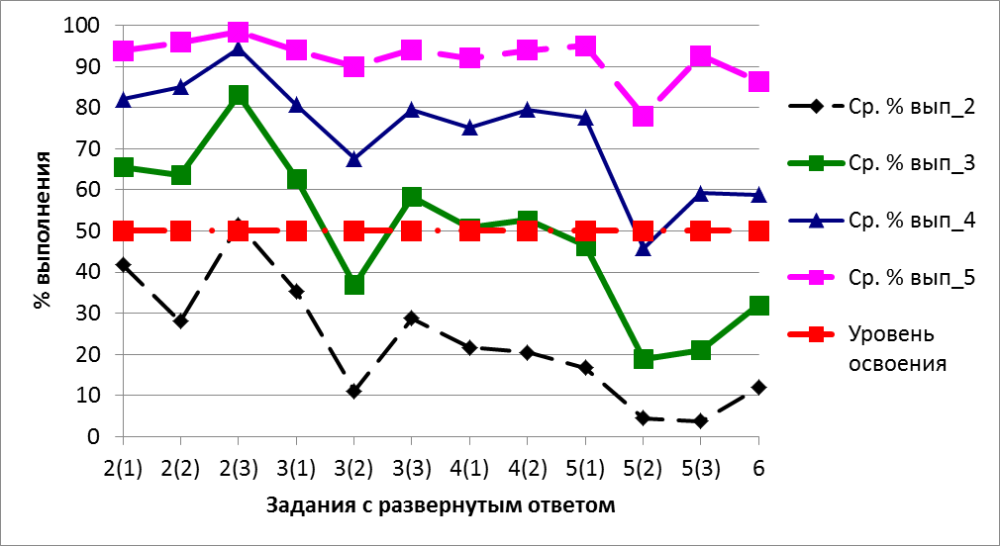 100
90
80
70
60
50
40
30
20
10
0
% выполнения
2(1) 2(2) 2(3) 3(1) 3(2) 3(3) 4(1) 4(2) 5(1) 5(2) 5(3) 6
Задания с развернутым ответом
Ср. % вып_2
Ср. % вып_3
Ср. % вып_4
Ср. % вып_5
Уровень
освоения